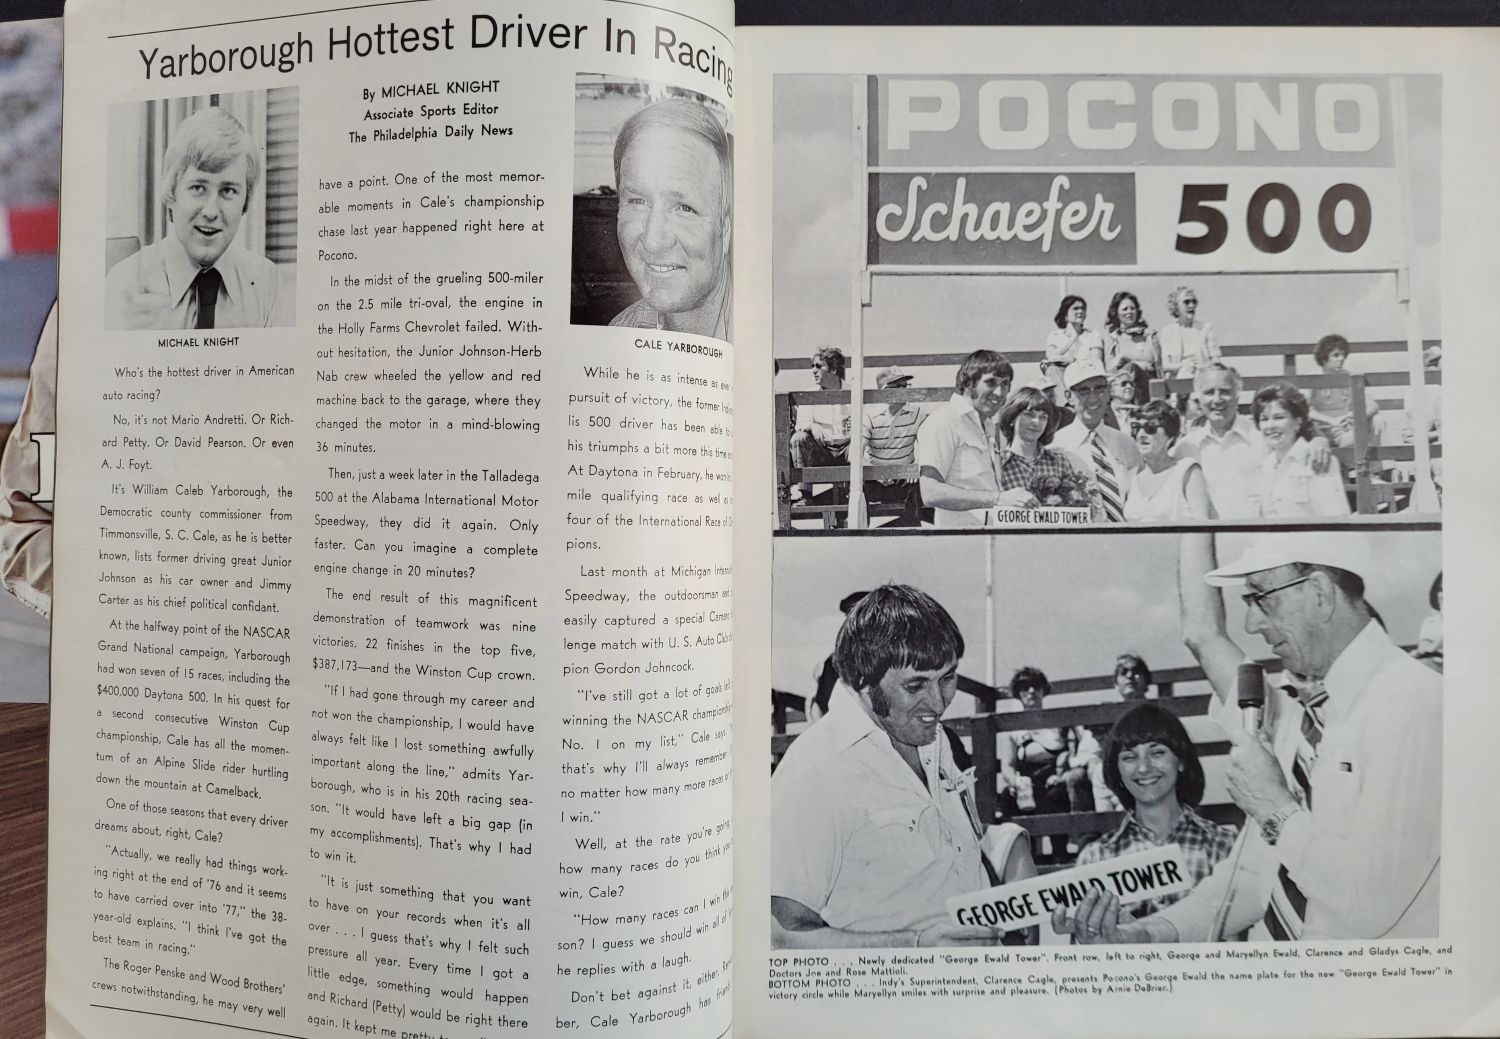 Yarborough Hottest Driver In Racing
By MICHAEL KNIGHT
Associate Sports Editor
The Philadelphia Daily News
MICHAEL KNIGHT
Who's the hottest driver in American
auto racing?
No, it's not Mario Andretti. Or Rich-
ard Petty. Or David Pearson. Or even
A. J. Foyt.
It's William Caleb Yarborough, the
Democratic county commissioner from
Timmonsville, S. C. Cale, as he is better
known, lists former driving great Junior
Johnson as his car owner and Jimmy
Carter as his chief political confidant.
At the halfway point of the NASCAR
Grand National campaign, Yarborough
had won seven of 15 races, including the
$400,000 Daytona 500. In his quest for
a second consecutive Winston Cup
championship, Cale has all the momen-
tum of an Alpine Slide rider hurtling
down the mountain at Camelback.
One of those seasons that every driver
dreams about, right, Cale?
"Actually, we really had things work-
ing right at the end of '76 and it seems
to have carried over into '77," the 38-
year-old explains. "I think I've got the
best team in racing."
The Roger Penske and Wood Brothers'
crews notwithstanding, he may very well
have a point. One of the most memor-
able moments in Cale's championship
chase last year happened right here at
Pocono.
In the midst of the grueling 500-miler
on the 2.5 mile tri-oval, the engine in
the Holly Farms Chevrolet failed. With-
out hesitation, the Junior Johnson-Herb
Nab crew wheeled the yellow and red
machine back to the garage, where they
changed the motor in a mind-blowing
36 minutes.
Then, just a week later in the Talladega
500 at the Alabama International Motor
Speedway, they did it again. Only
faster. Can you imagine a complete
engine change in 20 minutes?
The end result of this magnificent
demonstration of teamwork was nine
victories, 22 finishes in the top five,
$387,173—and the Winston Cup crown.
"If I had gone through my career and
not won the championship, I would have
always felt like I lost something awfully
important along the line," admits Yar-
borough, who is in his 20th racing sea-
son. "It would have left a big gap (in
my accomplishments). That's why I had
to win it.
"It is just something that you want
to have on your records when it's all
over . . . I guess that's why I felt such
pressure all year. Every time I got a
little edge, something would happen
and Richard (Petty) would be right there
again. It kept me pretty
CALE YARBOROUGH
While he is as intense as ever
pursuit of victory, the former
lis 500 driver has been able to
his triumphs a bit more this time
At Daytona in February, he won
mile qualifying race as well as
four of the International Race of
pions.
Last month at Michigan
Speedway, the outdoorsman
easily captured a special Camaro
lenge match with U. S. Auto Club
pion Gordon Johncock.
"I've still got a lot of goals left
winning the NASCAR
No. 1 on my list," Cale says.
that's why I'll always remember
no matter how many more races
I win."
Well, at the rate you're going,
how many races do you think you
win, Cale?
"How many races can I win this
son? I guess we should win all of
he replies with a laugh.
Don't bet against it, either.
ber, Cale Yarborough has
POCONO
Schaefer 500
GEORGE EWALD TOWER
GEORGE EWALD TOWER
TOP PHOTO . . . Newly dedicated "George Ewald Tower". Front row, left to right, George and Maryellyn Ewald, Clarence and Gladys Cagle, and
Doctors Joe and Rose Mattioli.
BOTTOM PHOTO . . . Indy's Superintendent, Clarence Cagle, presents Pocono's George Ewald the name plate for the new "George Ewald Tower" in
victory circle while Maryellyn smiles with surprise and pleasure. (Photos by Arnie DeBrier.)